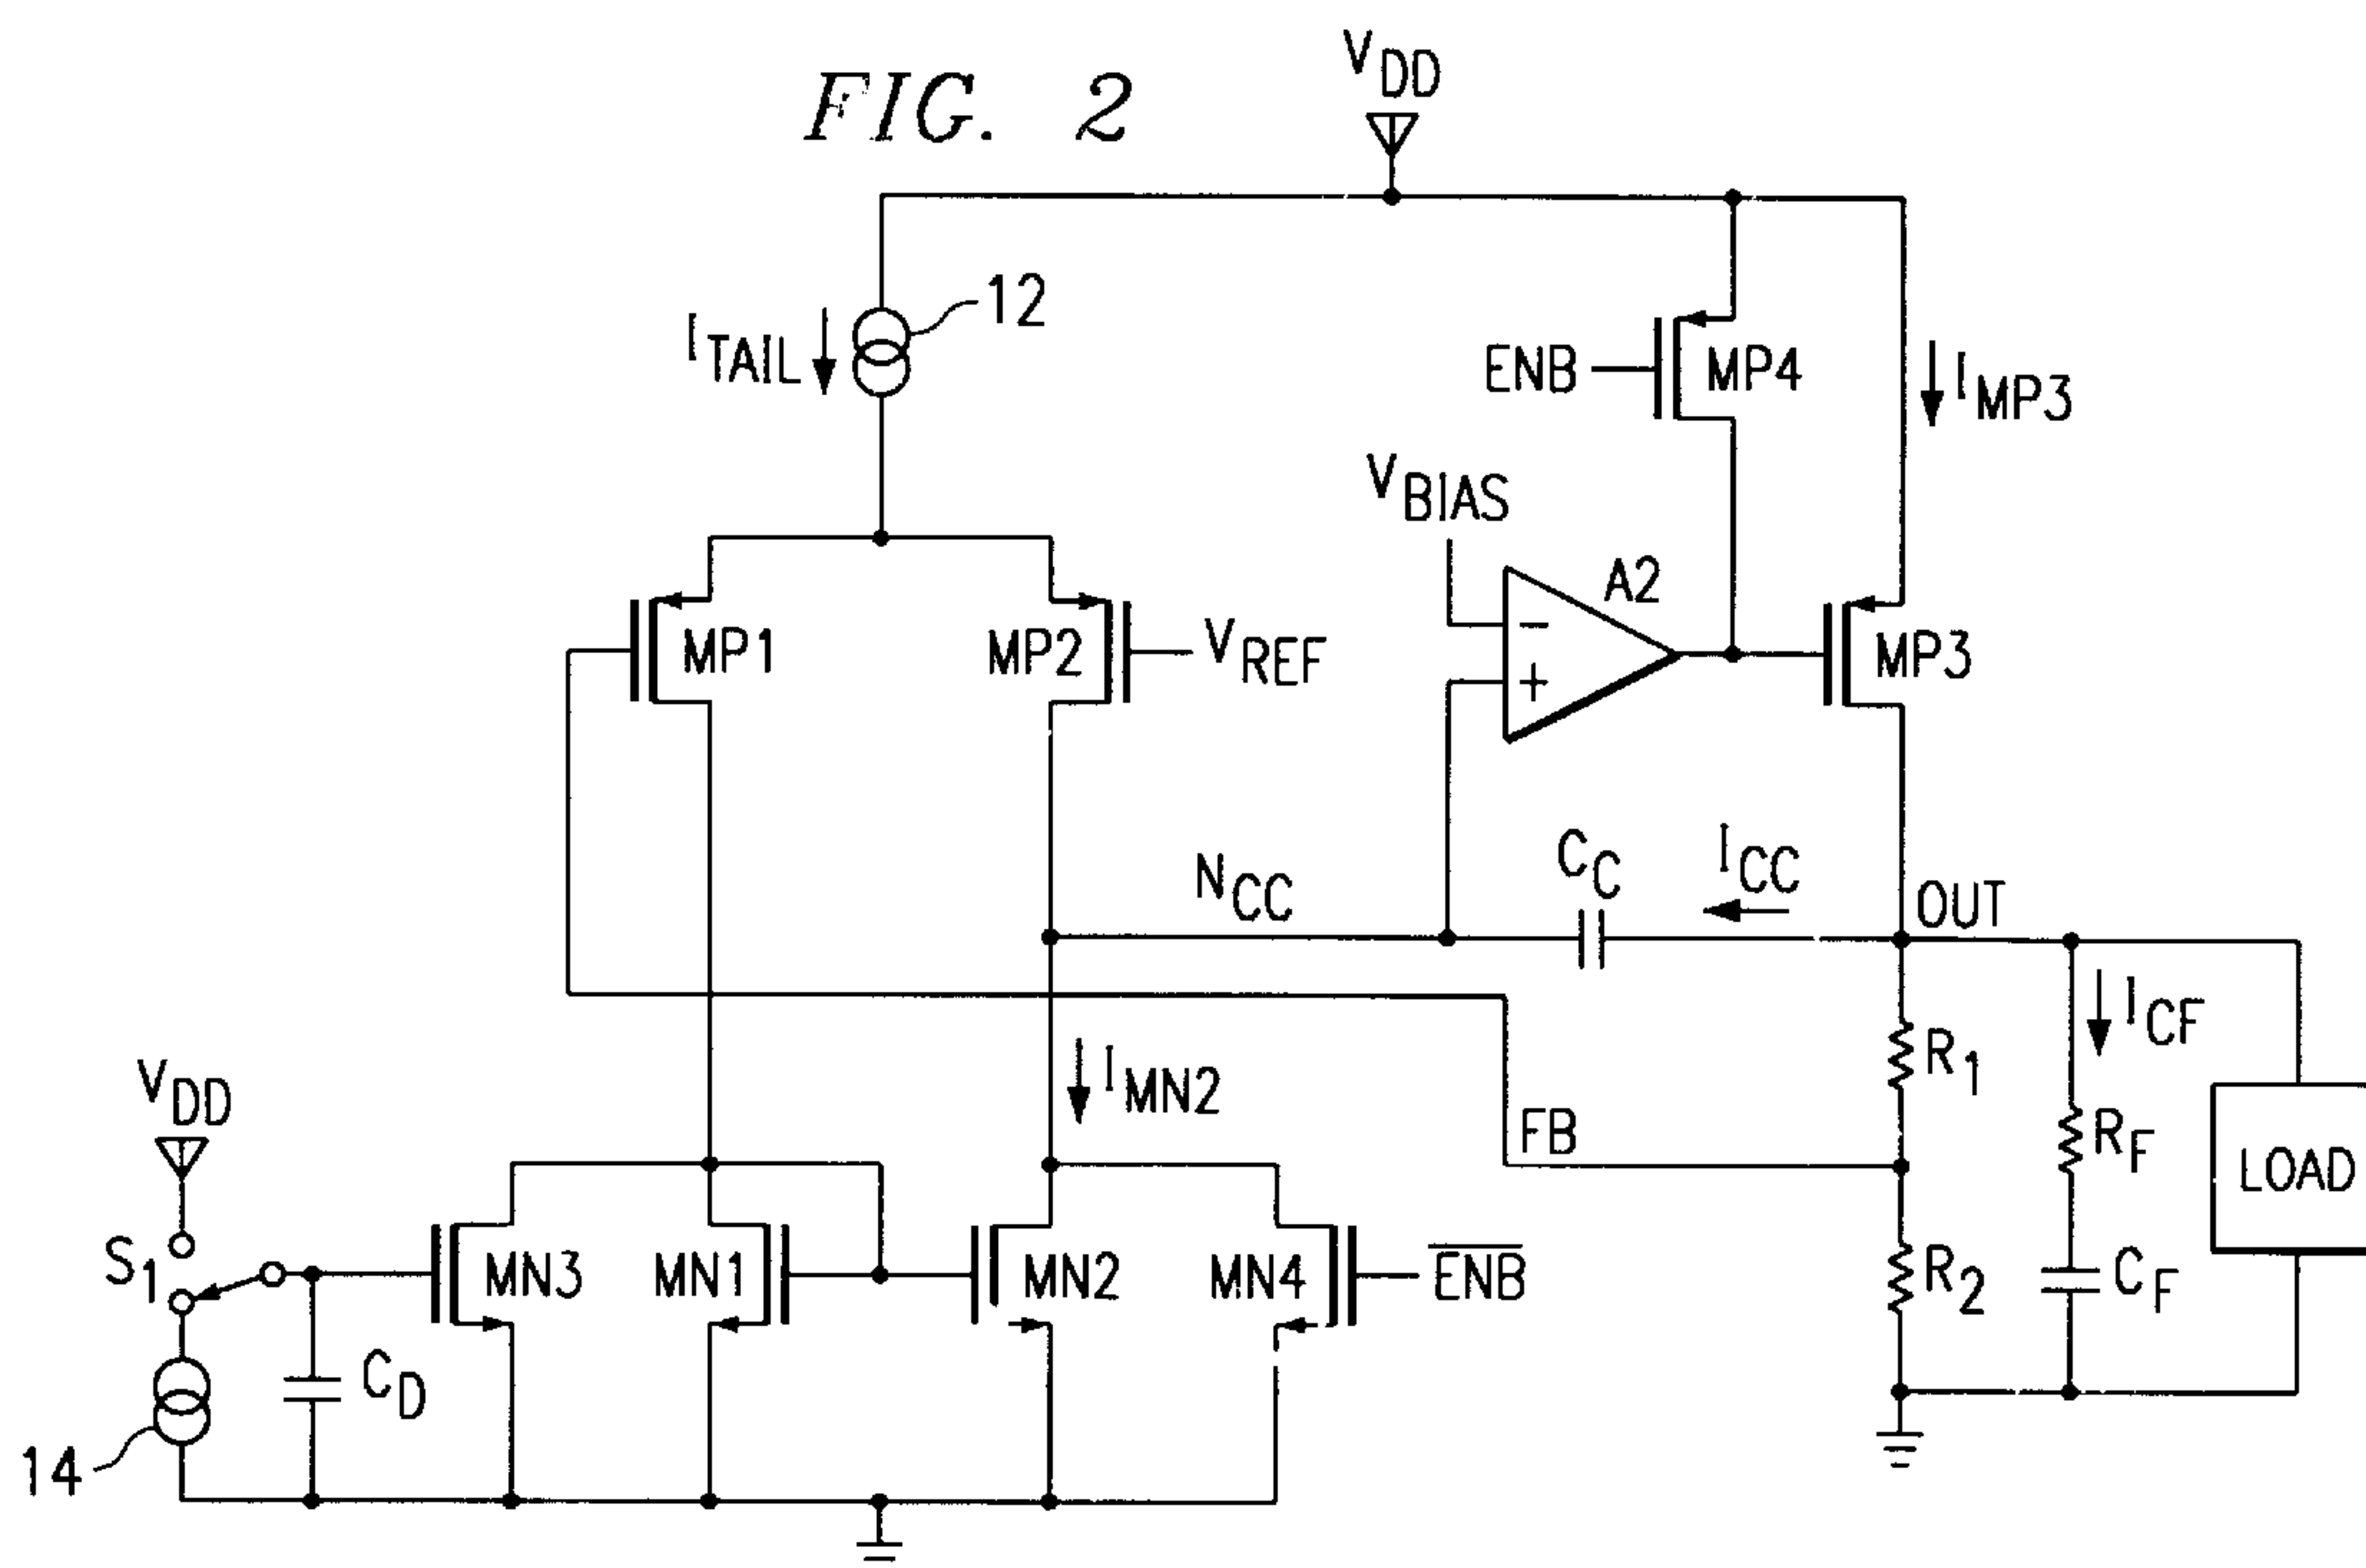 FIG. 2
VDD
ITAIL
12
ENB
MP4
IMP3
VBIAS
A2
MP1
MP2
VREF
MP3
NCC
CC
ICC
OUT
IMN2
FB
R1
ICF
RF
LOAD
VDD
S1
MN3
MN1
MN2
MN4
ENB
R2
CF
CD
14